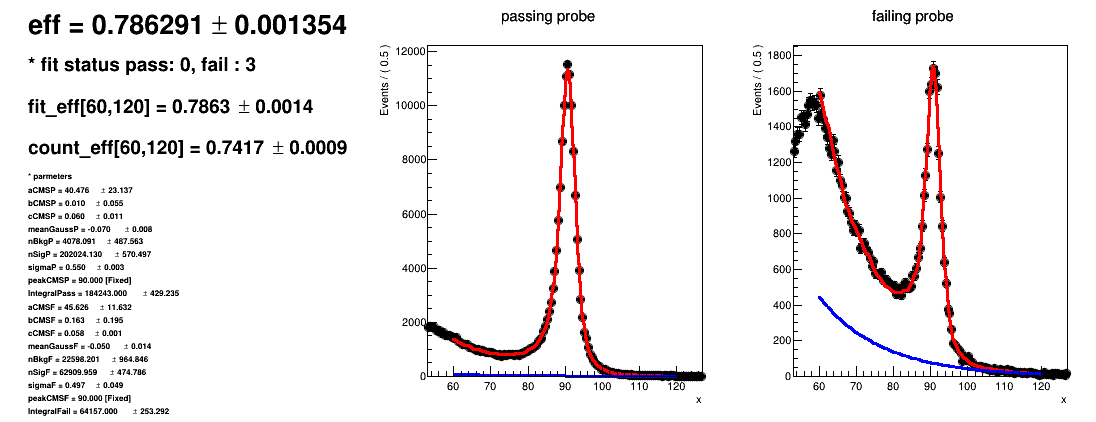 eff = 0.786291 ± 0.001354
* fit status pass: 0, fail : 3
fit_eff[60,120] = 0.7863 ± 0.0014
count_eff[60,120] = 0.7417 ± 0.0009
* parmeters
aCMSP = 40.476 ± 23.137
bCMSP = 0.010 ± 0.055
cCMSP = 0.060 ± 0.011
meanGaussP = -0.070 ± 0.008
nBkgP = 4078.091 ± 487.563
nSigP = 202024.130 ± 570.497
sigmaP = 0.550 ± 0.003
peakCMSP = 90.000 [Fixed]
IntegralPass = 184243.000 ± 429.235
aCMSF = 45.626 ± 11.632
bCMSF = 0.163 ± 0.195
cCMSF = 0.058 ± 0.001
meanGaussF = -0.050 ± 0.014
nBkgF = 22598.201 ± 964.846
nSigF = 62909.959 ± 474.786
sigmaF = 0.497 ± 0.049
peakCMSF = 90.000 [Fixed]
IntegralFail = 64157.000 ± 253.292
passing probe
Events / ( 0.5 )
12000
10000
8000
6000
4000
2000
0
60 70 80 90 100 110 120
x
failing probe
Events / ( 0.5 )
1800
1600
1400
1200
1000
800
600
400
200
0
60 70 80 90 100 110 120
x